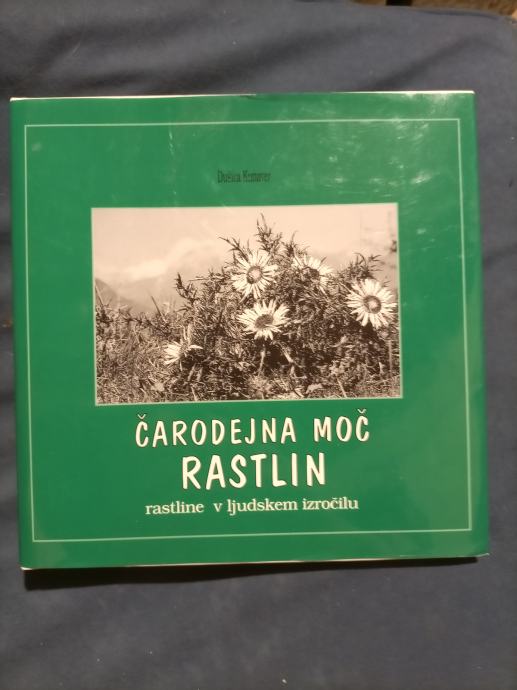 Dušica Kunaver
ČARODEJNA MOČ
RASTLIN
rastline v ljudskem izročilu